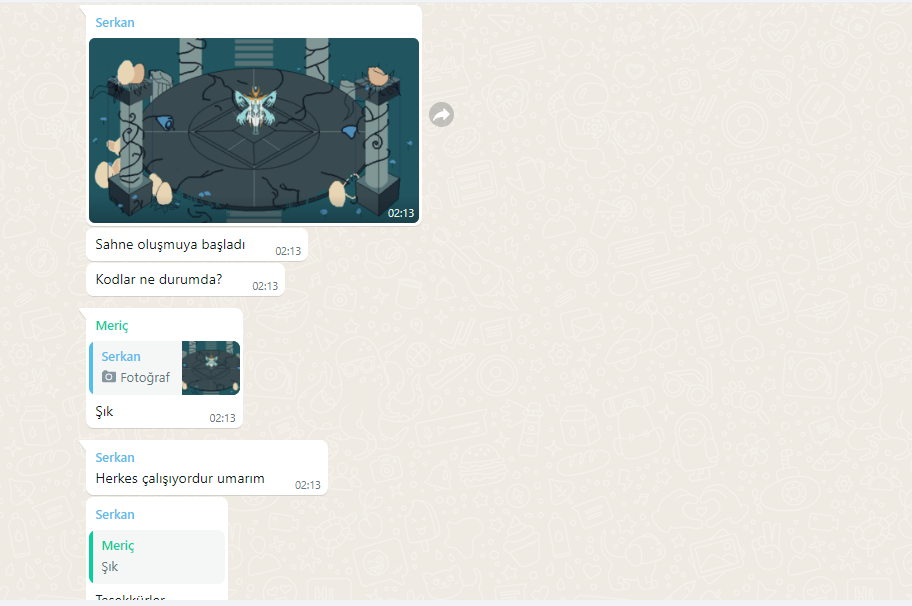 Serkan
02:13
Sahne oluşmuya başladı
02:13
Kodlar ne durumda?
02:13
Meriç
Serkan
Fotoğraf
Şık
02:13
Serkan
Herkes çalışıyordur umarım
02:13
Serkan
Meriç
Şık
Teşekkürler